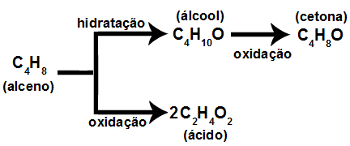 hidratação
(álcool)
C₄H₁₀O
oxidação
(cetona)
C₄H₈O
C₄H₈
(alceno)
oxidação
2C₂H₄O₂
(ácido)